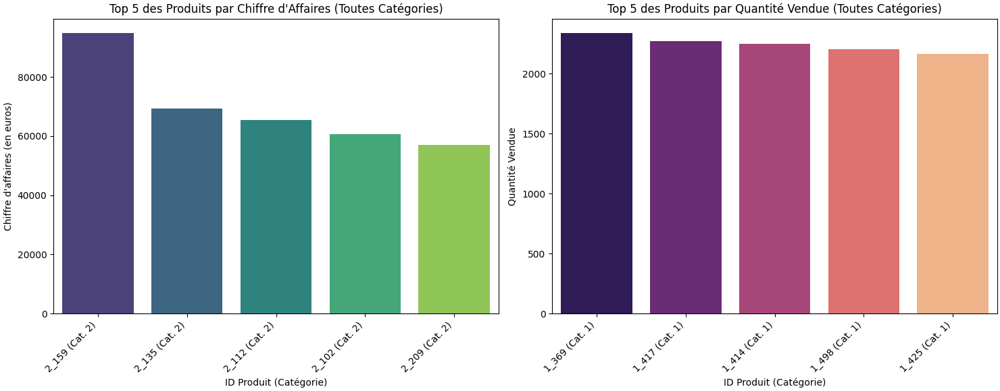 Top 5 des Produits par Chiffre d'Affaires (Toutes Catégories)
Chiffre d'affaires (en euros)
80000
60000
40000
20000
0
2_159 (Cat. 2)
2_135 (Cat. 2)
2_112 (Cat. 2)
2_102 (Cat. 2)
2_209 (Cat. 2)
ID Produit (Catégorie)
Top 5 des Produits par Quantité Vendue (Toutes Catégories)
Quantité Vendue
2000
1500
1000
500
0
1_369 (Cat. 1)
1_417 (Cat. 1)
1_414 (Cat. 1)
1_498 (Cat. 1)
1_425 (Cat. 1)
ID Produit (Catégorie)